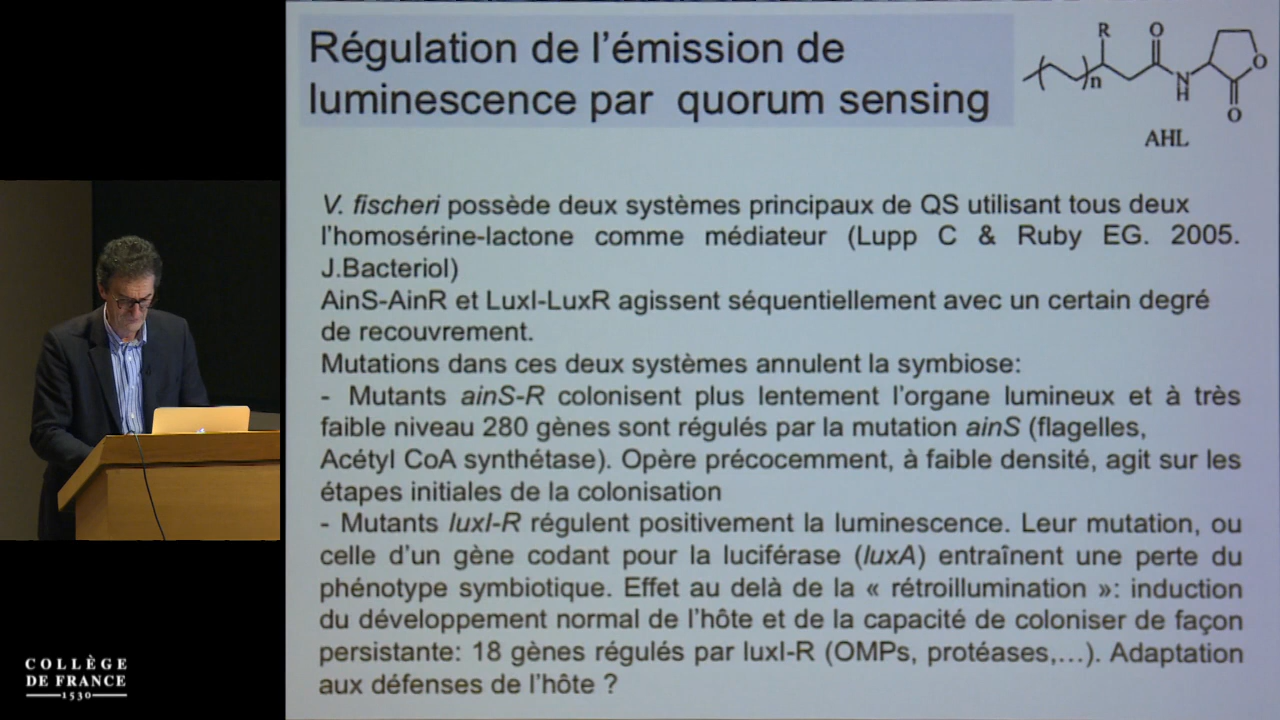 Régulation de l'émission de
luminescence par quorum sensing
R
O
n
N
H
O
O
AHL
V. fischeri possède deux systèmes principaux de QS utilisant tous deux
l'homosérine-lactone comme médiateur (Lupp C & Ruby EG. 2005.
J.Bacteriol)
AinS-AinR et LuxI-LuxR agissent séquentiellement avec un certain degré
de recouvrement.
Mutations dans ces deux systèmes annulent la symbiose:
- Mutants ainS-R colonisent plus lentement l'organe lumineux et à très
faible niveau 280 gènes sont régulés par la mutation ainS (flagelles,
Acétyl CoA synthétase). Opère précocemment, à faible densité, agit sur les
étapes initiales de la colonisation
- Mutants luxI-R régulent positivement la luminescence. Leur mutation, ou
celle d'un gène codant pour la luciférase (luxA) entraînent une perte du
phénotype symbiotique. Effet au delà de la « rétroillumination »: induction
du développement normal de l'hôte et de la capacité de coloniser de façon
persistante: 18 gènes régulés par luxI-R (OMPs, protéases,...). Adaptation
aux défenses de l'hôte ?
COLLÈGE
DE FRANCE
1530